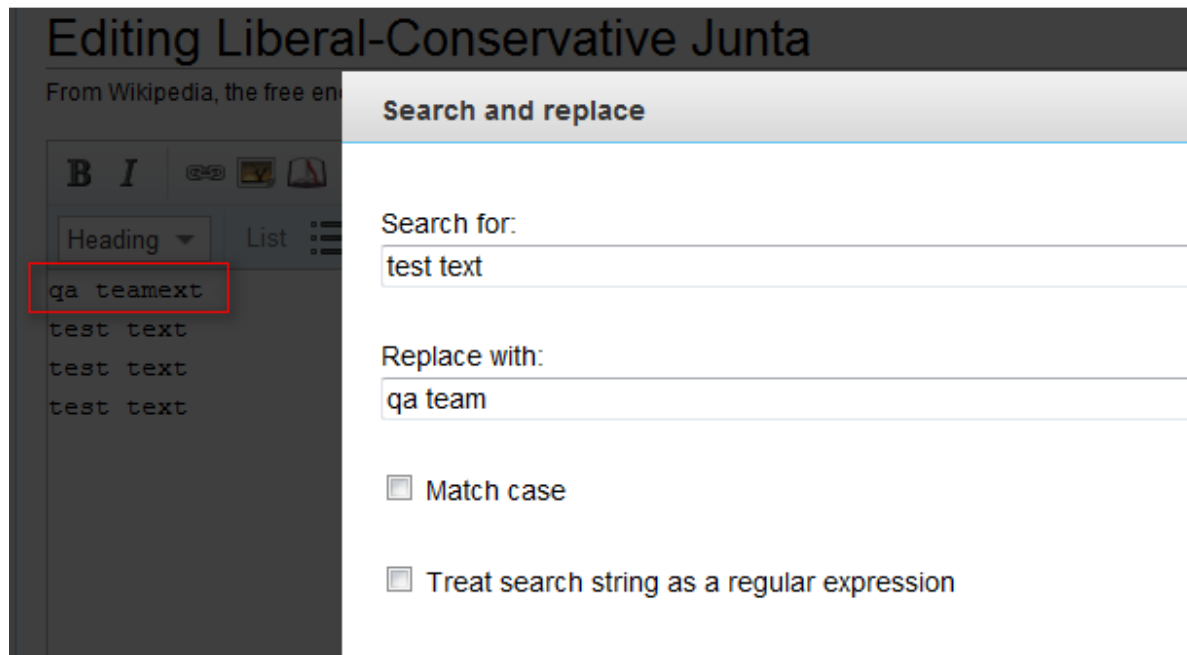 Editing Liberal-Conservative Junta
From Wikipedia, the free en
Search and replace
B I
Heading List
Search for:
test text
qa teamext
test text
test text
test text
Replace with:
qa team
Match case
Treat search string as a regular expression